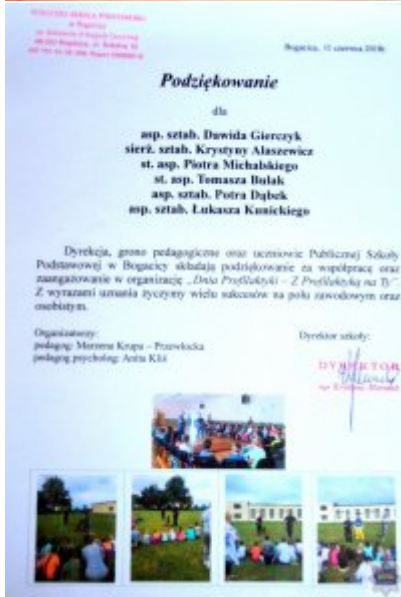 w Bogacicy
Bogacica, 15 czerwca 2018r.
Podziękowanie
dla
asp. sztab. Dawida Gierczyk
sierż. sztab. Krystyny Alaszewicz
st. asp. Piotra Michalskiego
st. asp. Tomasza Bulak
asp. sztab. Potra Dąbek
asp. sztab. Łukasza Kunickiego
Dyrekcja, grono pedagogiczne oraz uczniowie Publicznej Szkoły
Podstawowej w Bogacicy składają podziękowanie za współpracę oraz
zaangażowanie w organizację „Dnia Profilaktyki – Z Profilaktyką na Ty”.
Z wyrazami uznania życzymy wielu sukcesów na polu zawodowym oraz
osobistym.
Organizatorzy:
pedagog: Marzena Krupa – Przewłocka
pedagog psycholog: Anita Kliś
Dyrektor szkoły:
DYREKTOR